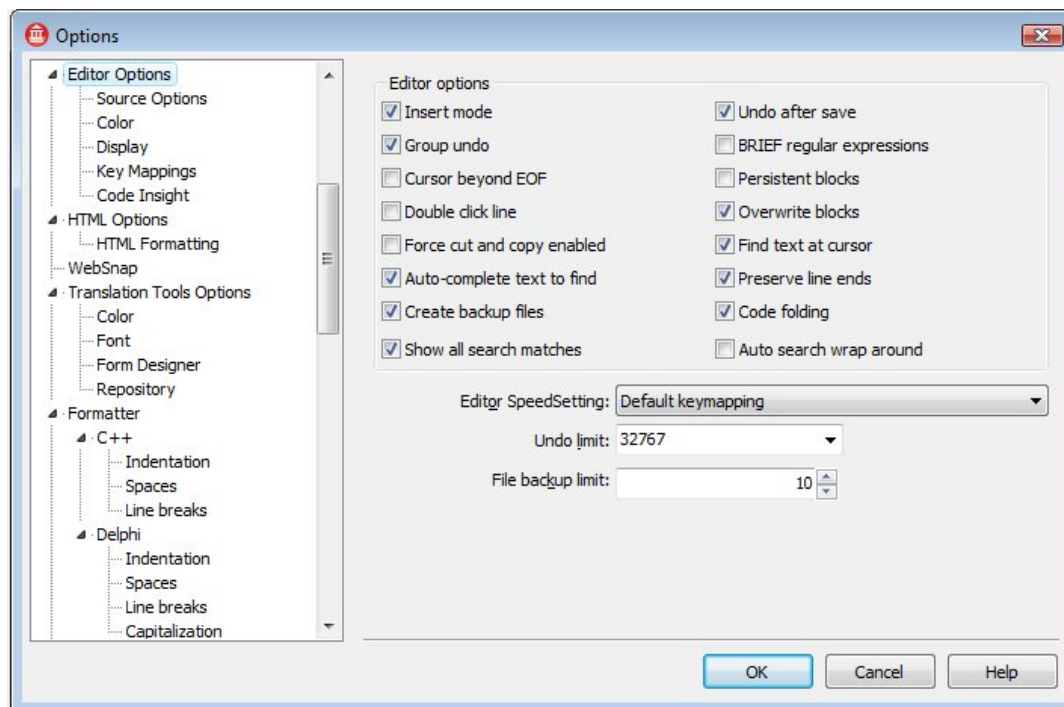 Options
Editor Options
Source Options
Color
Display
Key Mappings
Code Insight
HTML Options
HTML Formatting
WebSnap
Translation Tools Options
Color
Font
Form Designer
Repository
Formatter
C++
Indentation
Spaces
Line breaks
Delphi
Indentation
Spaces
Line breaks
Capitalization
Editor options
Insert mode
Group undo
Cursor beyond EOF
Double click line
Force cut and copy enabled
Auto-complete text to find
Create backup files
Show all search matches
Undo after save
BRIEF regular expressions
Persistent blocks
Overwrite blocks
Find text at cursor
Preserve line ends
Code folding
Auto search wrap around
Editor SpeedSetting: Default keymapping
Undo limit: 32767
File backup limit: 10
OK Cancel Help